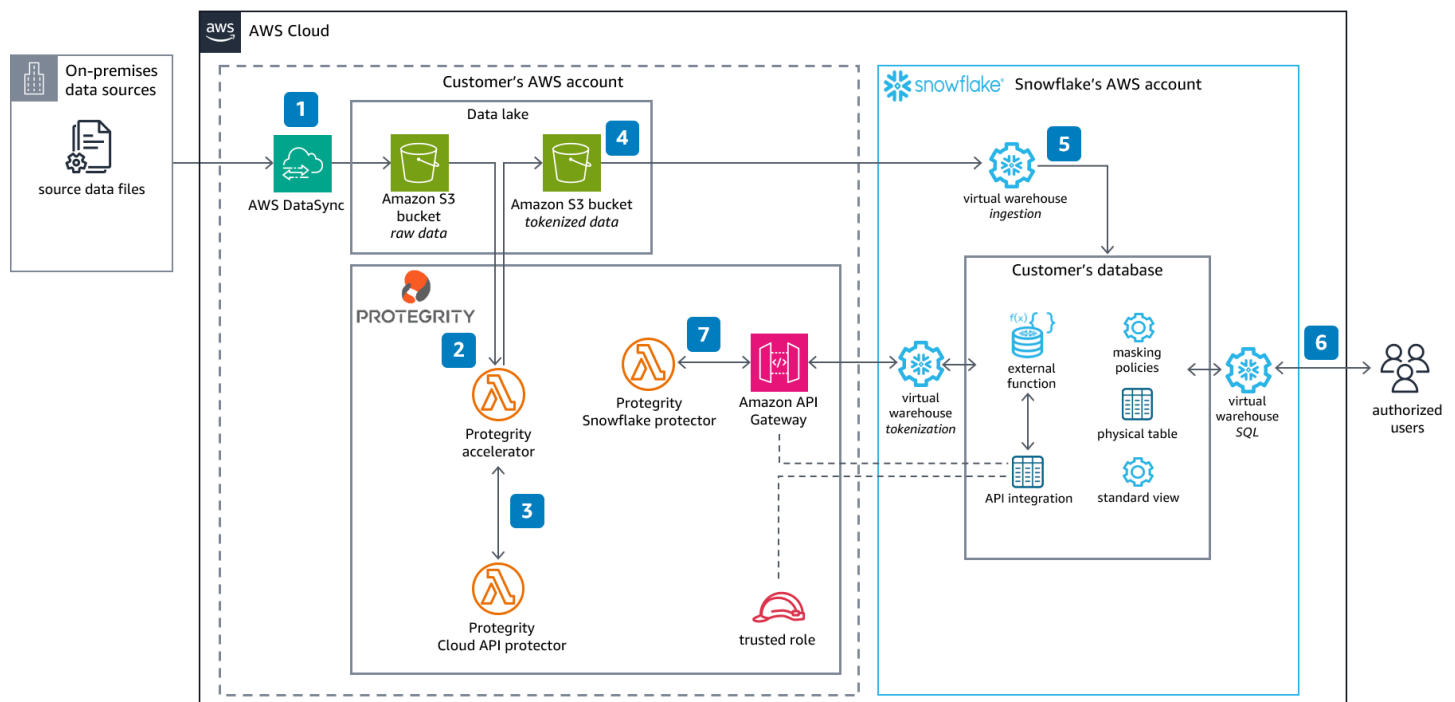 aws
AWS Cloud
On-premises
data sources
source data files
Customer's AWS account
1
AWS DataSync
Data lake
Amazon S3
bucket
raw data
4
Amazon S3 bucket
tokenized data
PROTEGRITY
2
Protegrity
accelerator
3
Protegrity
Cloud API protector
7
Protegrity
Snowflake protector
</>
Amazon API
Gateway
trusted role
snowflake®
Snowflake's AWS account
5
virtual warehouse
ingestion
virtual
warehouse
tokenization
Customer's database
f(x) { }
external
function
API integration
masking
policies
physical table
standard view
virtual
warehouse
SQL
6
authorized
users